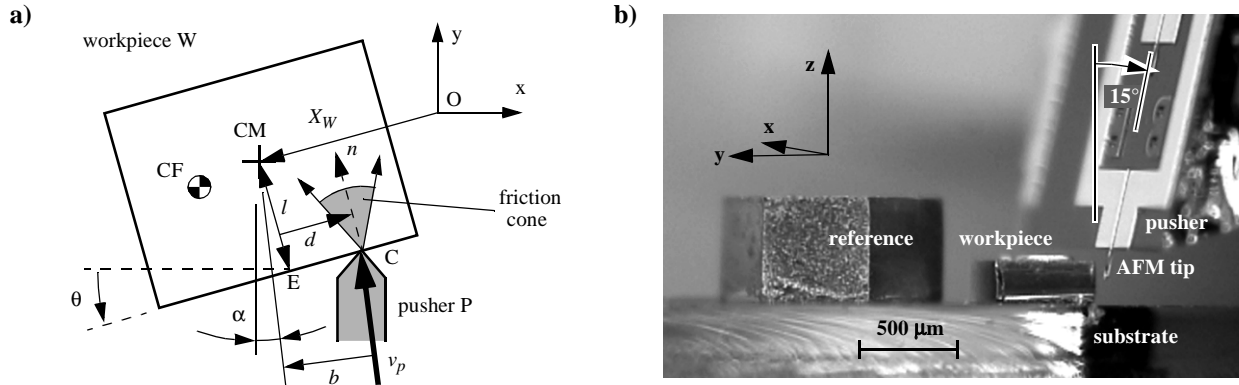 a)
workpiece W
y
x
O
X_W
CM
CF
n
l
d
friction
cone
C
E
θ
pusher P
α
b
v_p
b)
z
x
y
15°
pusher
reference
workpiece
AFM tip
500 μm
substrate